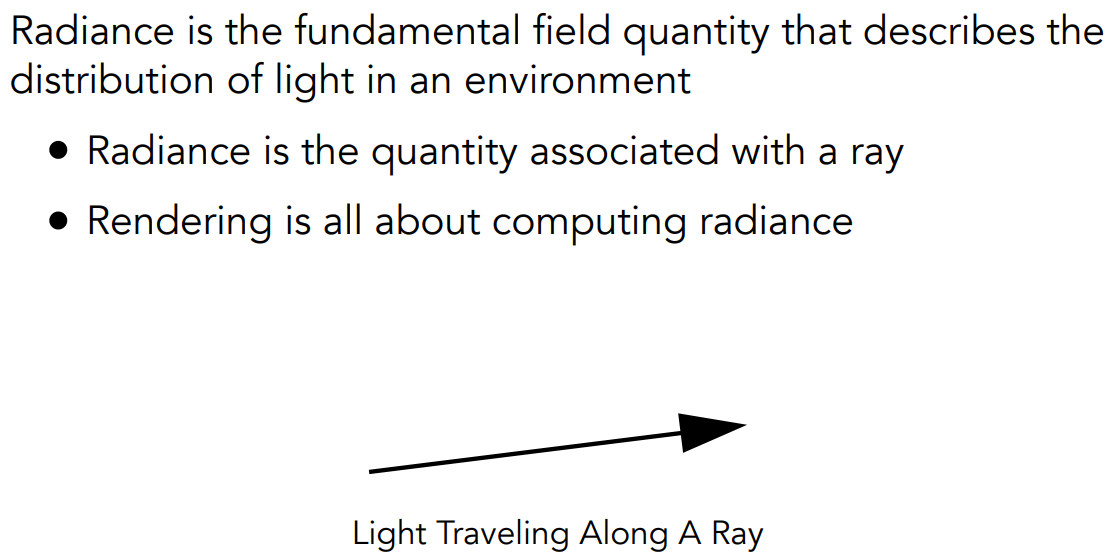 Radiance is the fundamental field quantity that describes the
distribution of light in an environment
• Radiance is the quantity associated with a ray
• Rendering is all about computing radiance
Light Traveling Along A Ray